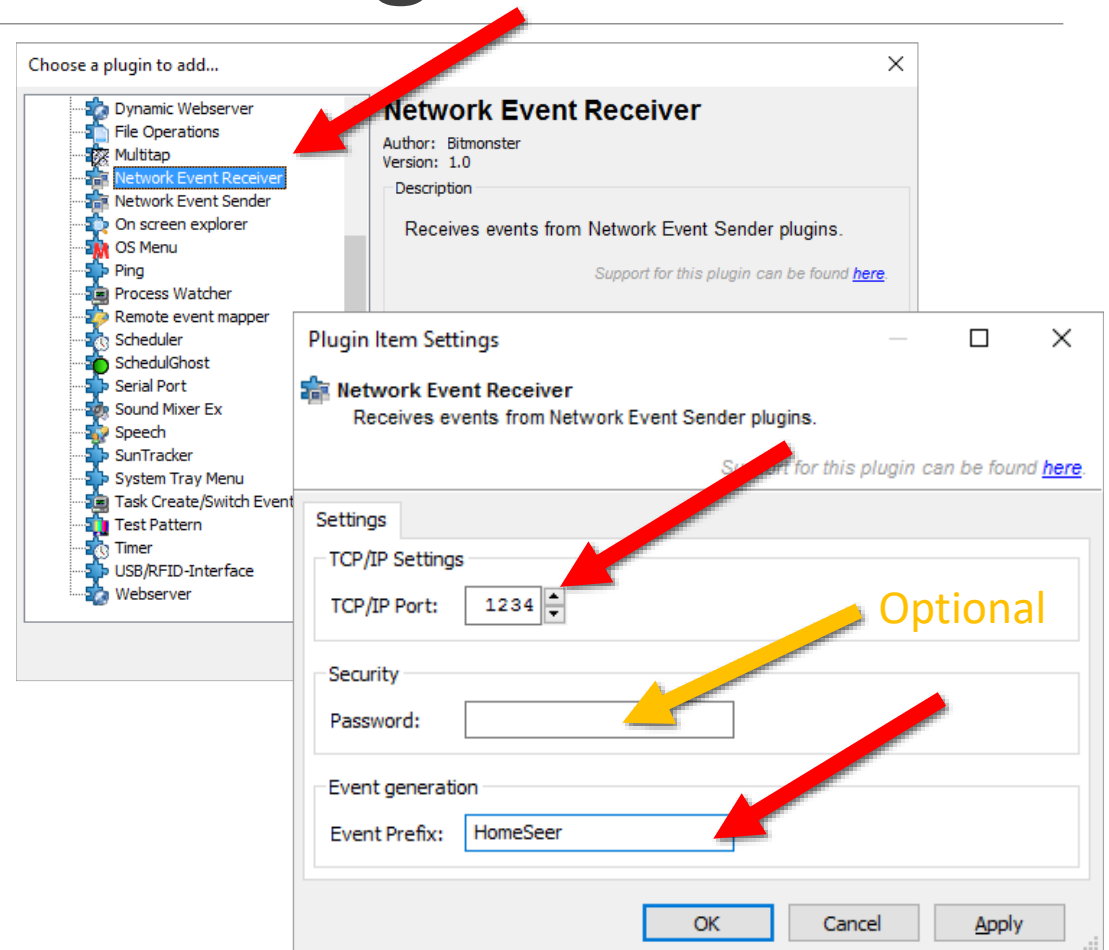 Choose a plugin to add...
Dynamic Webserver
File Operations
Multitap
Network Event Receiver
Network Event Sender
On screen explorer
OS Menu
Ping
Process Watcher
Remote event mapper
Scheduler
SchedulGhost
Serial Port
Sound Mixer Ex
Speech
SunTracker
System Tray Menu
Task Create/Switch Event
Test Pattern
Timer
USB/RFID-Interface
Webserver
Network Event Receiver
Author: Bitmonster
Version: 1.0
Description
Receives events from Network Event Sender plugins.
Support for this plugin can be found here.
Plugin Item Settings
Network Event Receiver
Receives events from Network Event Sender plugins.
Support for this plugin can be found here.
Settings
TCP/IP Settings
TCP/IP Port: 1234
Optional
Security
Password:
Event generation
Event Prefix: HomeSeer
OK Cancel Apply